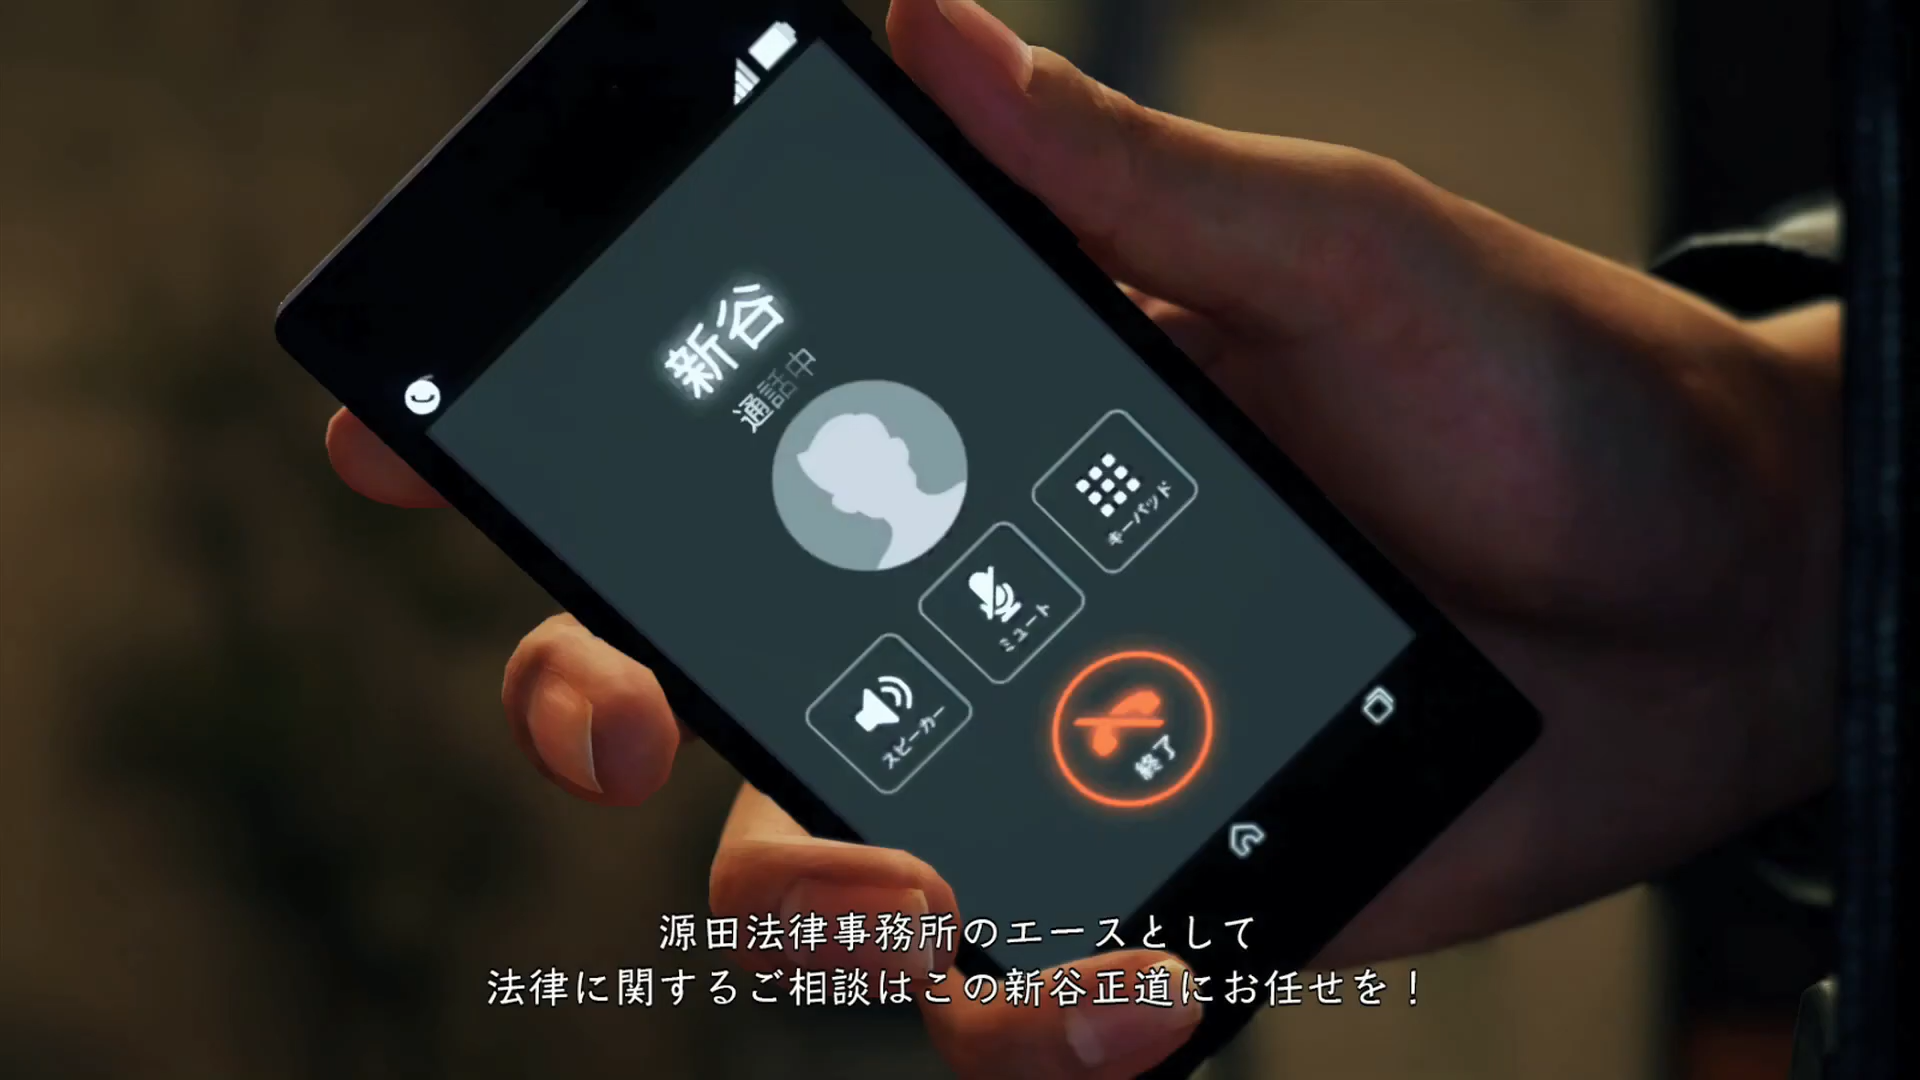 新谷
通話中
キーパッド
ミュート
スピーカー
終了
源田法律事務所のエースとして
法律に関するご相談はこの新谷正道にお任せを！